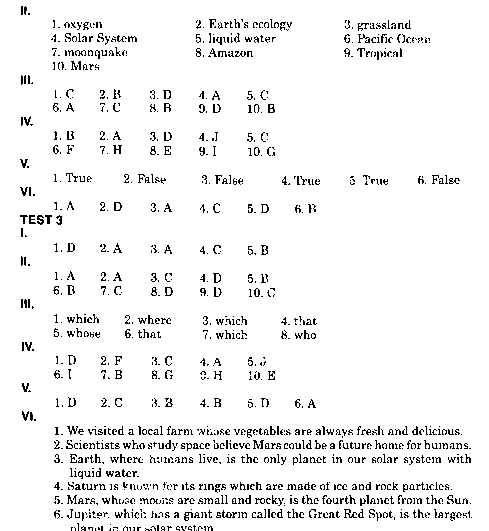 II.
1. oxygen 2. Earth's ecology 3. grassland
4. Solar System 5. liquid water 6. Pacific Ocean
7. moonquake 8. Amazon 9. Tropical
10. Mars
III.
1. C 2. B 3. D 4. A 5. C
6. A 7. C 8. B 9. D 10. B
IV.
1. B 2. A 3. D 4. J 5. C
6. F 7. H 8. E 9. I 10. G
V.
1. True 2. False 3. False 4. True 5 True 6. False
VI.
1. A 2. D 3. A 4. C 5. D 6. B
TEST 3
I.
1. D 2. A 3. A 4. C 5. B
II.
1. A 2. A 3. C 4. D 5. B
6. B 7. C 8. D 9. D 10. C
III.
1. which 2. where 3. which 4. that
5. whose 6. that 7. which 8. who
IV.
1. D 2. F 3. C 4. A 5. J
6. I 7. B 8. G 9. H 10. E
V.
1. D 2. C 3. B 4. B 5. D 6. A
VI.
1. We visited a local farm whose vegetables are always fresh and delicious.
2. Scientists who study space believe Mars could be a future home for humans.
3. Earth, where humans live, is the only planet in our solar system with
liquid water.
4. Saturn is known for its rings which are made of ice and rock particles.
5. Mars, whose moons are small and rocky, is the fourth planet from the Sun.
6. Jupiter, which has a giant storm called the Great Red Spot, is the largest
planet in our solar system.